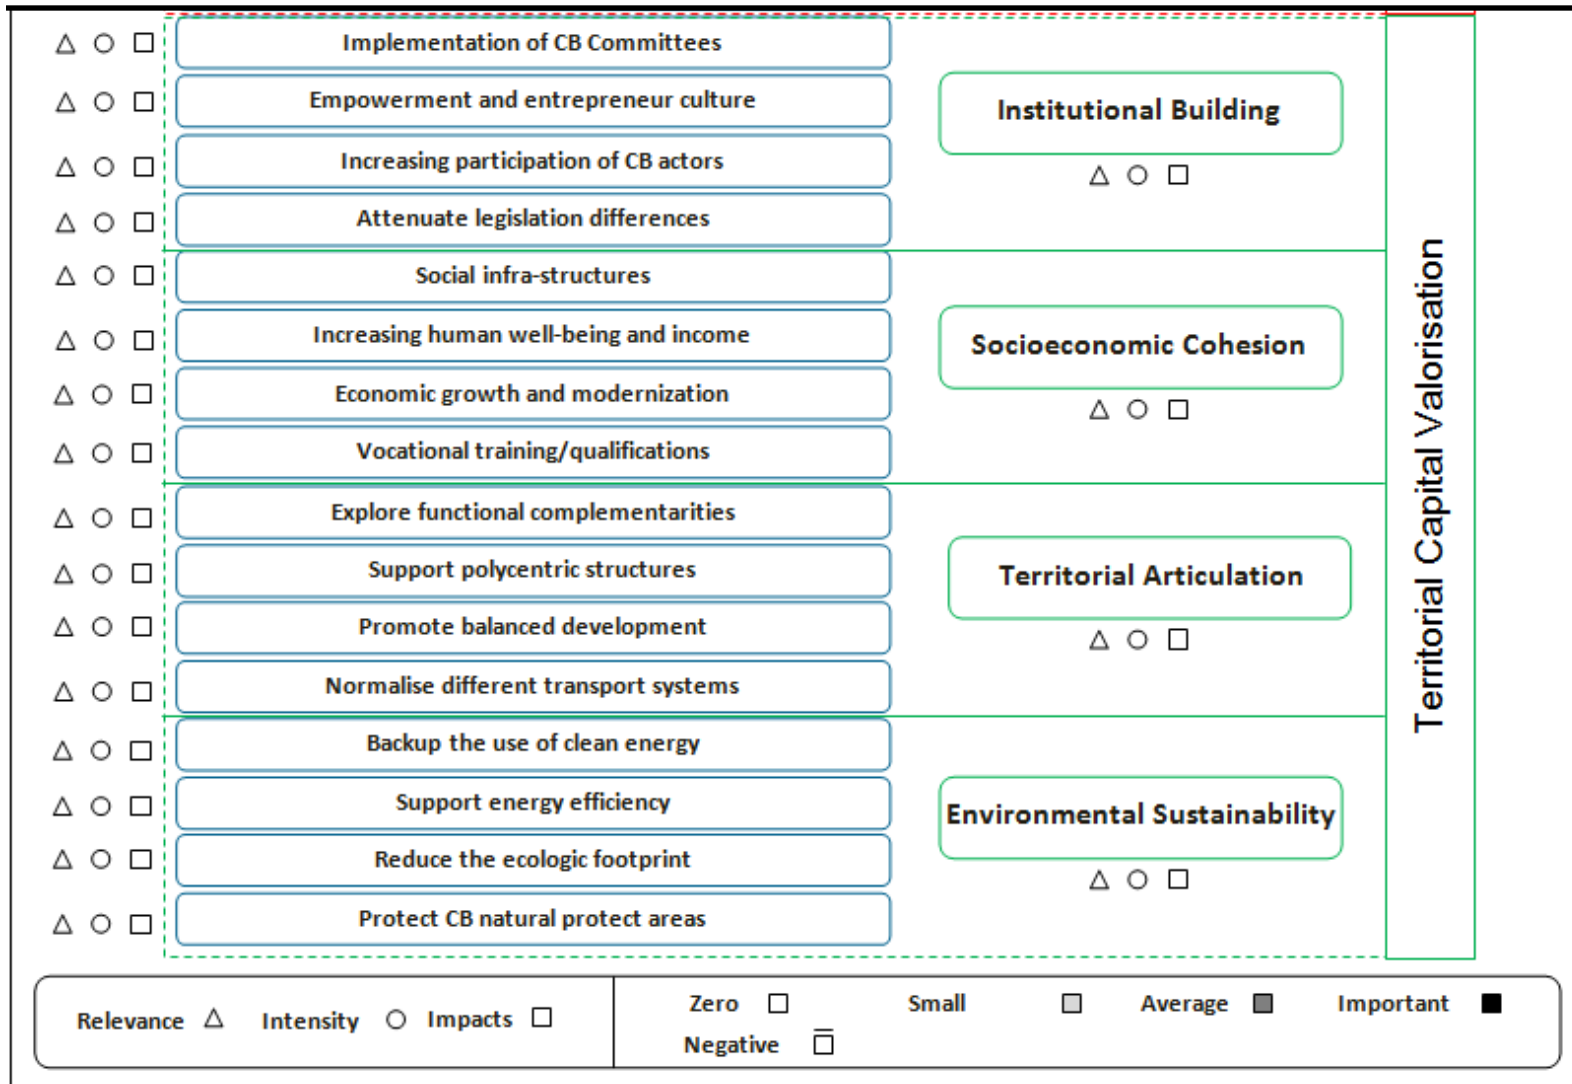 Implementation of CB Committees
Empowerment and entrepreneur culture
Increasing participation of CB actors
Attenuate legislation differences
Institutional Building
Social infra-structures
Increasing human well-being and income
Economic growth and modernization
Vocational training/qualifications
Socioeconomic Cohesion
Explore functional complementarities
Support polycentric structures
Promote balanced development
Normalise different transport systems
Territorial Articulation
Backup the use of clean energy
Support energy efficiency
Reduce the ecologic footprint
Protect CB natural protect areas
Environmental Sustainability
Territorial Capital Valorisation
Relevance Intensity Impacts
Zero Small Average Important
Negative